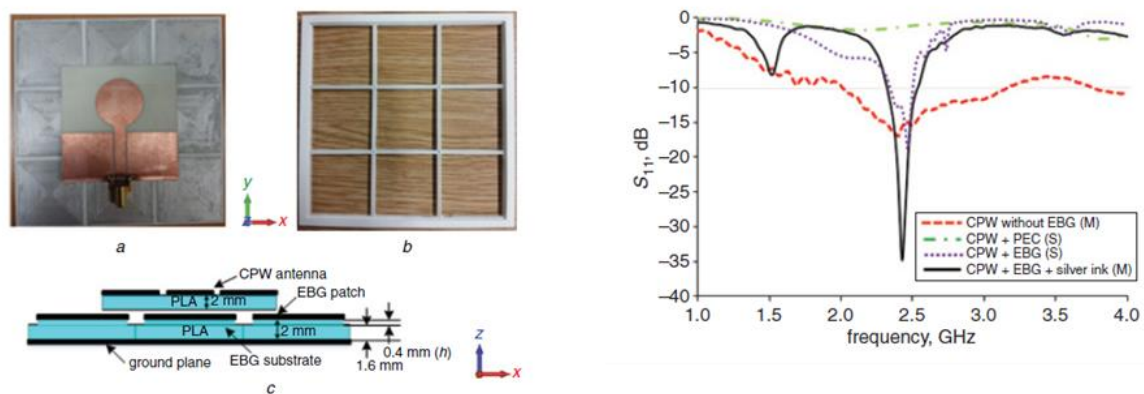 y
z
x
a
b
CPW antenna
EBG patch
PLA
2 mm
PLA
2 mm
ground plane
EBG substrate
0.4 mm (h)
1.6 mm
z
x
c
0
−5
−10
−15
−20
−25
−30
−35
−40
S11, dB
CPW without EBG (M)
CPW + PEC (S)
CPW + EBG (S)
CPW + EBG + silver ink (M)
1.0 1.5 2.0 2.5 3.0 3.5 4.0
frequency, GHz